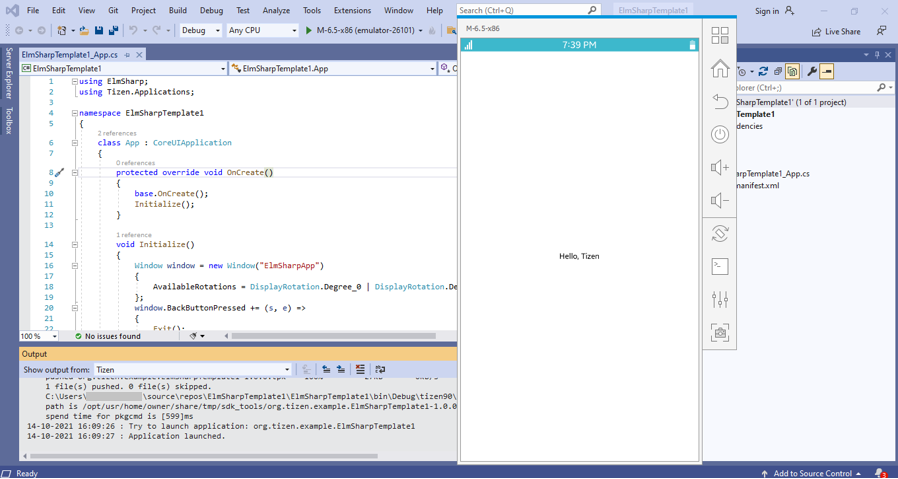 File Edit View Git Project Build Debug Test Analyze Tools Extensions Window Help Search (Ctrl+Q) ElmSharpTemplate1 Sign in
Debug Any CPU M-6.5-x86 (emulator-26101) Live Share
M-6.5-x86
7:39 PM
Server Explorer
Toolbox
ElmSharpTemplate1_App.cs
ElmSharpTemplate1 ElmSharpTemplate1.App
1 using ElmSharp;
2 using Tizen.Applications;
3
4 namespace ElmSharpTemplate1
5 {
2 references
6 class App : CoreUIApplication
7 {
0 references
8 protected override void OnCreate()
9 {
10 base.OnCreate();
11 Initialize();
12 }
13
1 reference
14 void Initialize()
15 {
16 Window window = new Window("ElmSharpApp")
17 {
18 AvailableRotations = DisplayRotation.Degree_0 | DisplayRotation.De
19 };
20 window.BackButtonPressed += (s, e) =>
21 {
22 Exit();
100 % No issues found
Hello, Tizen
plorer (Ctrl+;)
SharpTemplate1' (1 of 1 project)
Template1
dencies
arpTemplate1_App.cs
manifest.xml
Output
Show output from: Tizen
1 file(s) pushed. 0 file(s) skipped.
C:\Users\ \source\repos\ElmSharpTemplate1\ElmSharpTemplate1\bin\Debug\tizen90\
path is /opt/usr/home/owner/share/tmp/sdk_tools/org.tizen.example.ElmSharpTemplate1-1.0.0
spend time for pkgcmd is [599]ms
14-10-2021 16:09:26 : Try to launch application: org.tizen.example.ElmSharpTemplate1
14-10-2021 16:09:27 : Application launched.
Ready Add to Source Control 3